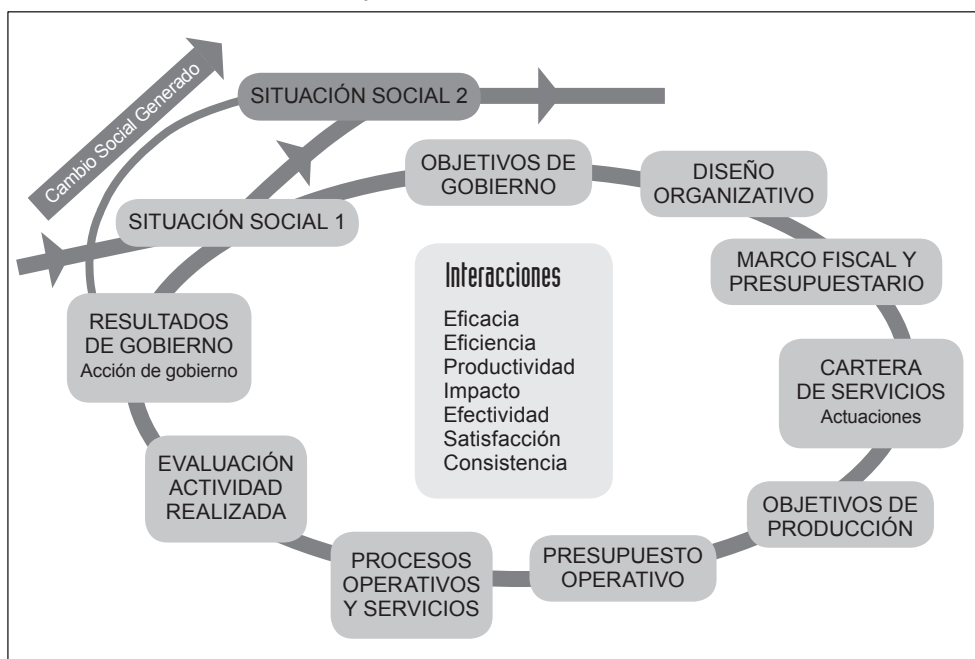 Cambio Social Generado
SITUACIÓN SOCIAL 2
SITUACIÓN SOCIAL 1
OBJETIVOS DE
GOBIERNO
DISEÑO
ORGANIZATIVO
MARCO FISCAL Y
PRESUPUESTARIO
CARTERA
DE SERVICIOS
Actuaciones
OBJETIVOS DE
PRODUCCIÓN
PRESUPUESTO
OPERATIVO
PROCESOS
OPERATIVOS
Y SERVICIOS
EVALUACIÓN
ACTIVIDAD
REALIZADA
RESULTADOS
DE GOBIERNO
Acción de gobierno
Interacciones
Eficacia
Eficiencia
Productividad
Impacto
Efectividad
Satisfacción
Consistencia